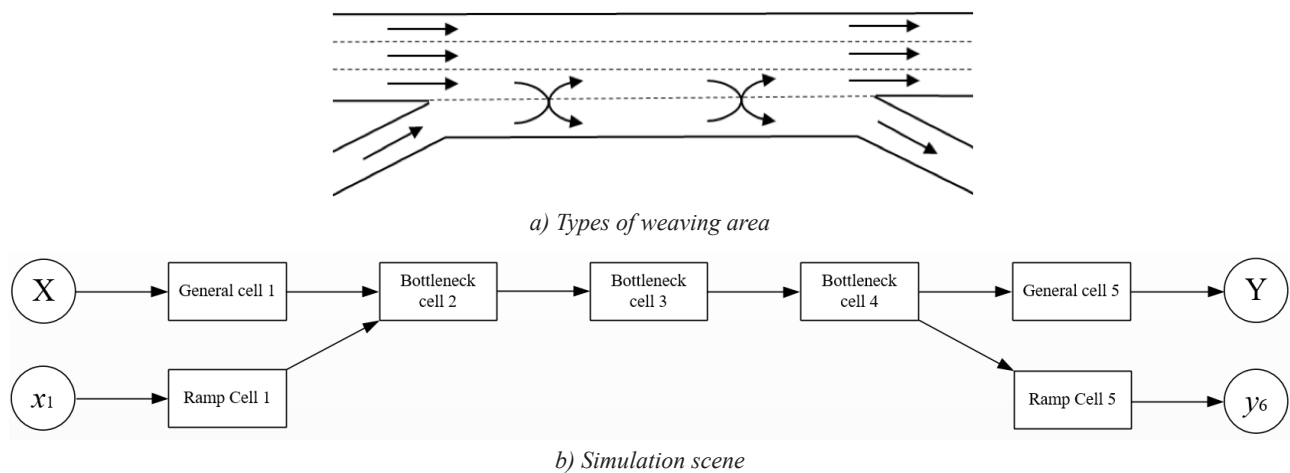 a) Types of weaving area
X
General cell 1
Bottleneck
cell 2
Bottleneck
cell 3
Bottleneck
cell 4
General cell 5
Y
x1
Ramp Cell 1
Ramp Cell 5
y6
b) Simulation scene